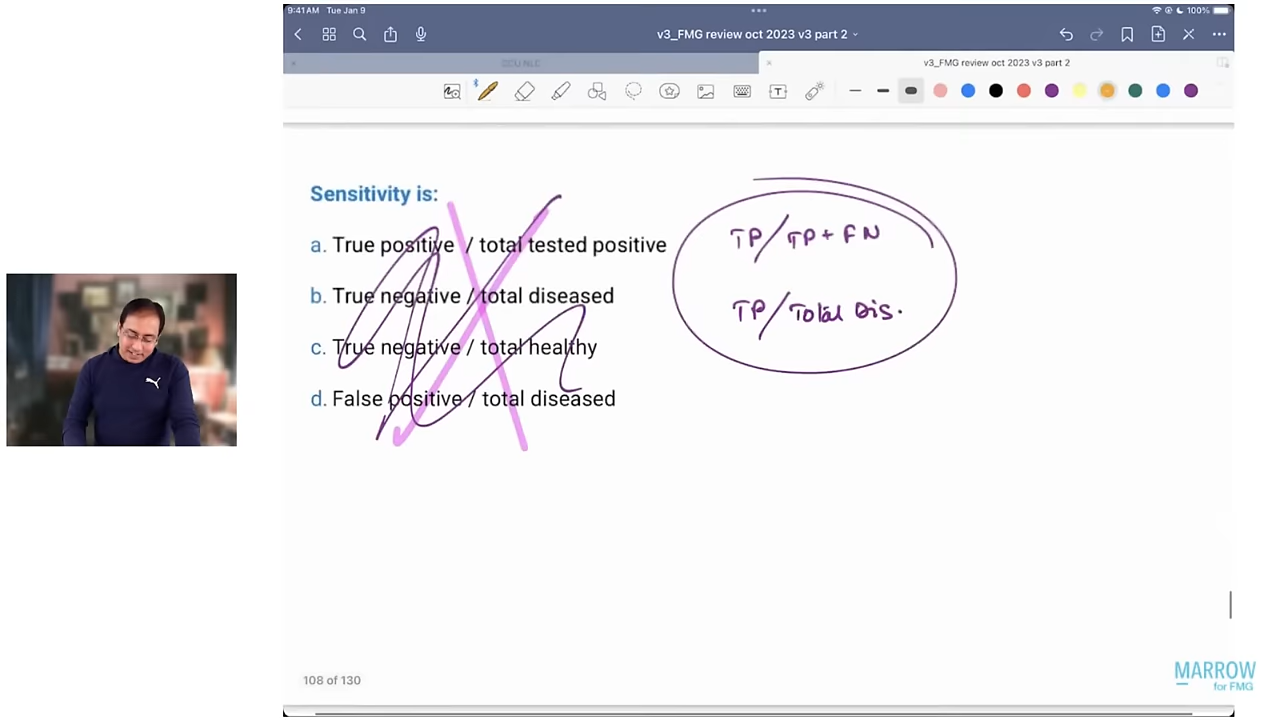 9:41 AM Tue Jan 9
100%
v3_FMG review oct 2023 v3 part 2
v3_FMG review oct 2023 v3 part 2
Sensitivity is:
a. True positive / total tested positive
b. True negative / total diseased
c. True negative / total healthy
d. False positive / total diseased
TP/TP + FN
TP/Total Dis.
108 of 130
MARROW
for FMG